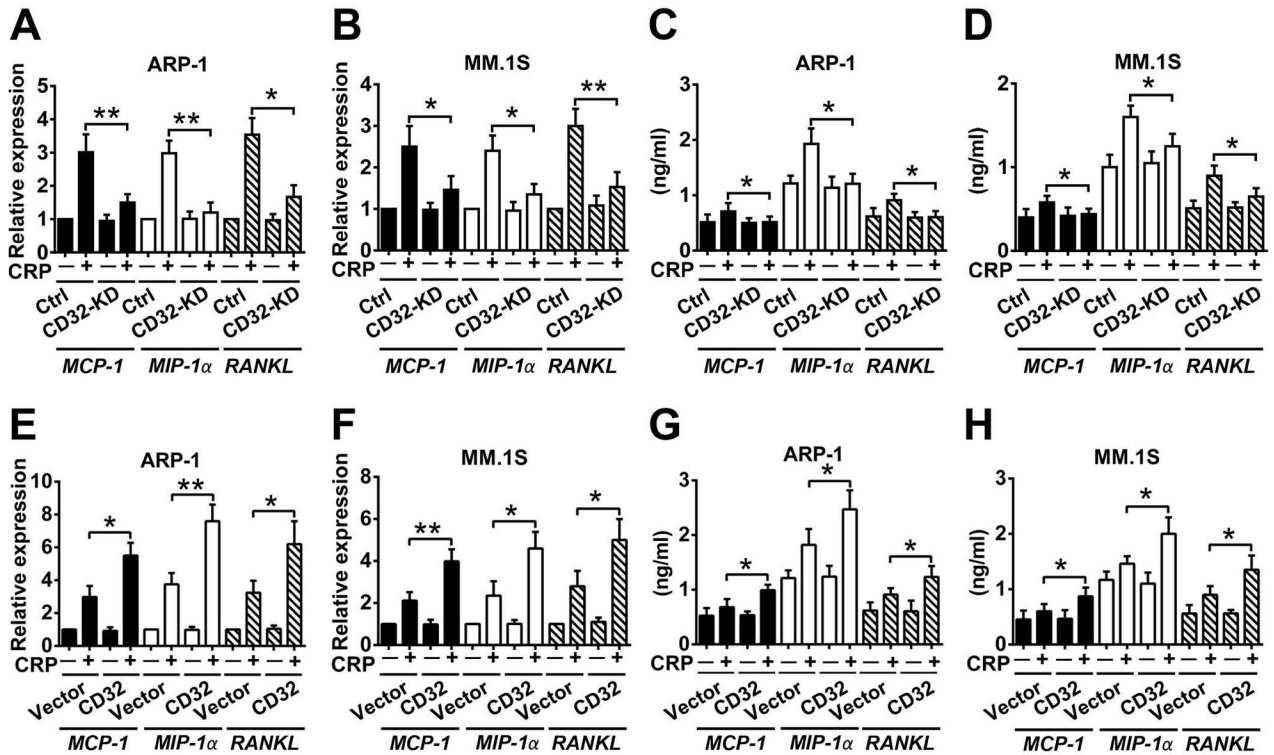 A
ARP-1
Relative expression
5
4
3
2
1
0
** ** *
CRP — + — + — + — + — + — +
Ctrl CD32-KD Ctrl CD32-KD Ctrl CD32-KD
MCP-1 MIP-1α RANKL
B
MM.1S
Relative expression
4
3
2
1
0
* * **
CRP — + — + — + — + — + — +
Ctrl CD32-KD Ctrl CD32-KD Ctrl CD32-KD
MCP-1 MIP-1α RANKL
C
ARP-1
(ng/ml)
3
2
1
0
* * *
CRP — + — + — + — + — + — +
Ctrl CD32-KD Ctrl CD32-KD Ctrl CD32-KD
MCP-1 MIP-1α RANKL
D
MM.1S
(ng/ml)
2
1
0
* * *
CRP — + — + — + — + — + — +
Ctrl CD32-KD Ctrl CD32-KD Ctrl CD32-KD
MCP-1 MIP-1α RANKL
E
ARP-1
Relative expression
10
8
6
4
2
0
* ** *
CRP — + — + — + — + — + — +
Vector CD32 Vector CD32 Vector CD32
MCP-1 MIP-1α RANKL
F
MM.1S
Relative expression
8
6
4
2
0
** * *
CRP — + — + — + — + — + — +
Vector CD32 Vector CD32 Vector CD32
MCP-1 MIP-1α RANKL
G
ARP-1
(ng/ml)
3
2
1
0
* * *
CRP — + — + — + — + — + — +
Vector CD32 Vector CD32 Vector CD32
MCP-1 MIP-1α RANKL
H
MM.1S
(ng/ml)
3
2
1
0
* * *
CRP — + — + — + — + — + — +
Vector CD32 Vector CD32 Vector CD32
MCP-1 MIP-1α RANKL